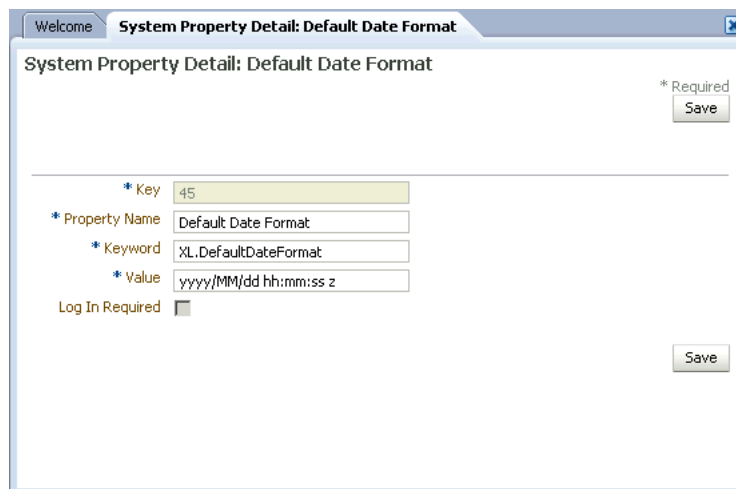 Welcome
System Property Detail: Default Date Format
System Property Detail: Default Date Format
* Required
Save
* Key 45
* Property Name Default Date Format
* Keyword XL.DefaultDateFormat
* Value yyyy/MM/dd hh:mm:ss z
Log In Required
Save